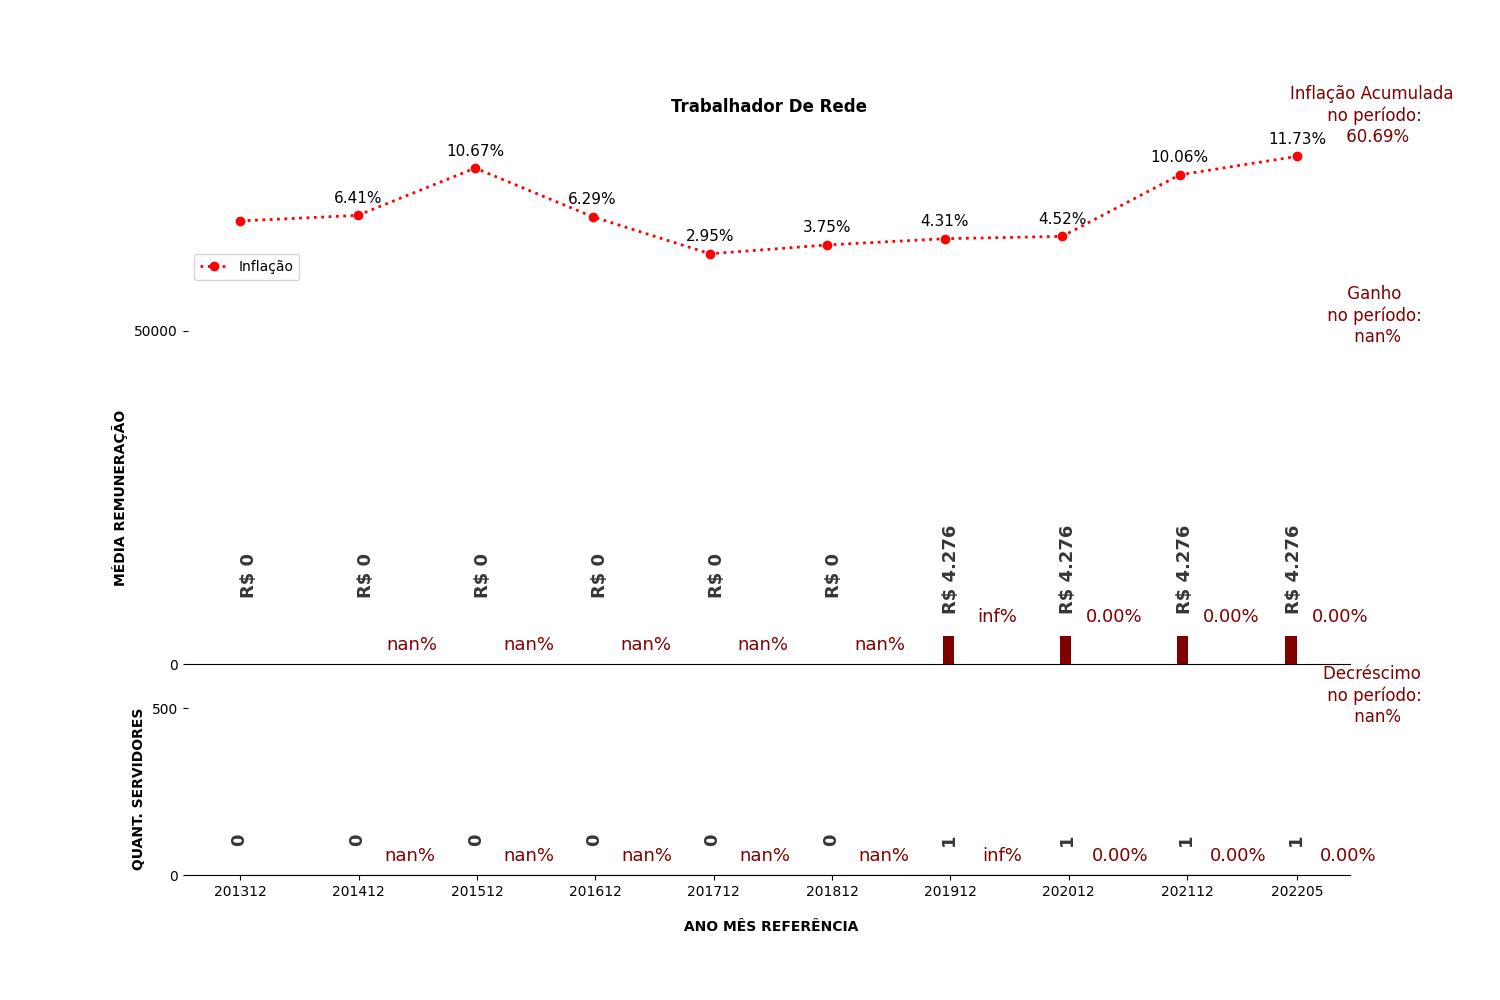 Trabalhador De Rede
Inflação Acumulada
no período:
60.69%
6.41%
10.67%
6.29%
2.95%
3.75%
4.31%
4.52%
10.06%
11.73%
Inflação
Ganho
no período:
nan%
50000
0
MÉDIA REMUNERAÇÃO
R$ 0
R$ 0
R$ 0
R$ 0
R$ 0
R$ 0
R$ 4.276
R$ 4.276
R$ 4.276
R$ 4.276
nan%
nan%
nan%
nan%
nan%
inf%
0.00%
0.00%
0.00%
Decréscimo
no período:
nan%
500
0
QUANT. SERVIDORES
0
0
0
0
0
0
1
1
1
1
nan%
nan%
nan%
nan%
nan%
inf%
0.00%
0.00%
0.00%
201312
201412
201512
201612
201712
201812
201912
202012
202112
202205
ANO MÊS REFERÊNCIA